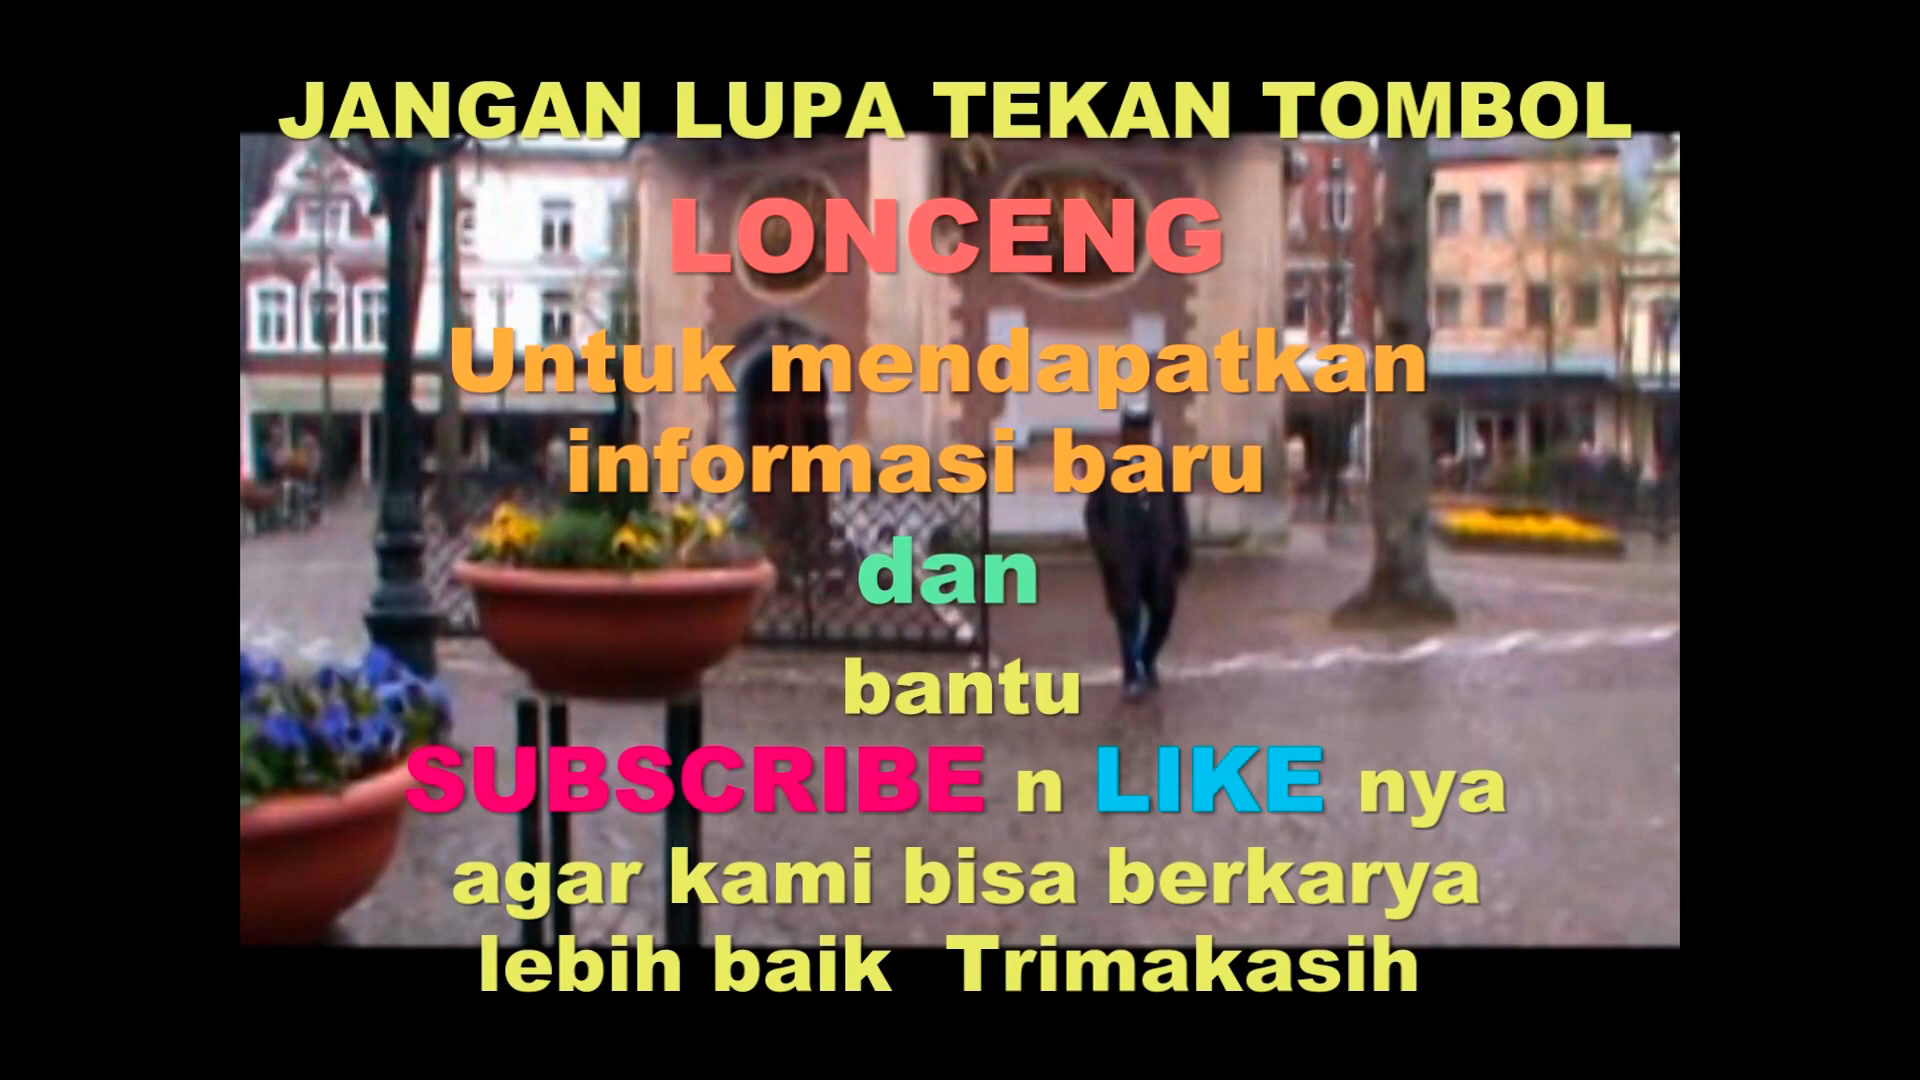 JANGAN LUPA TEKAN TOMBOL
LONCENG
Untuk mendapatkan
informasi baru
dan
bantu
SUBSCRIBE n LIKE nya
agar kami bisa berkarya
lebih baik Trimakasih